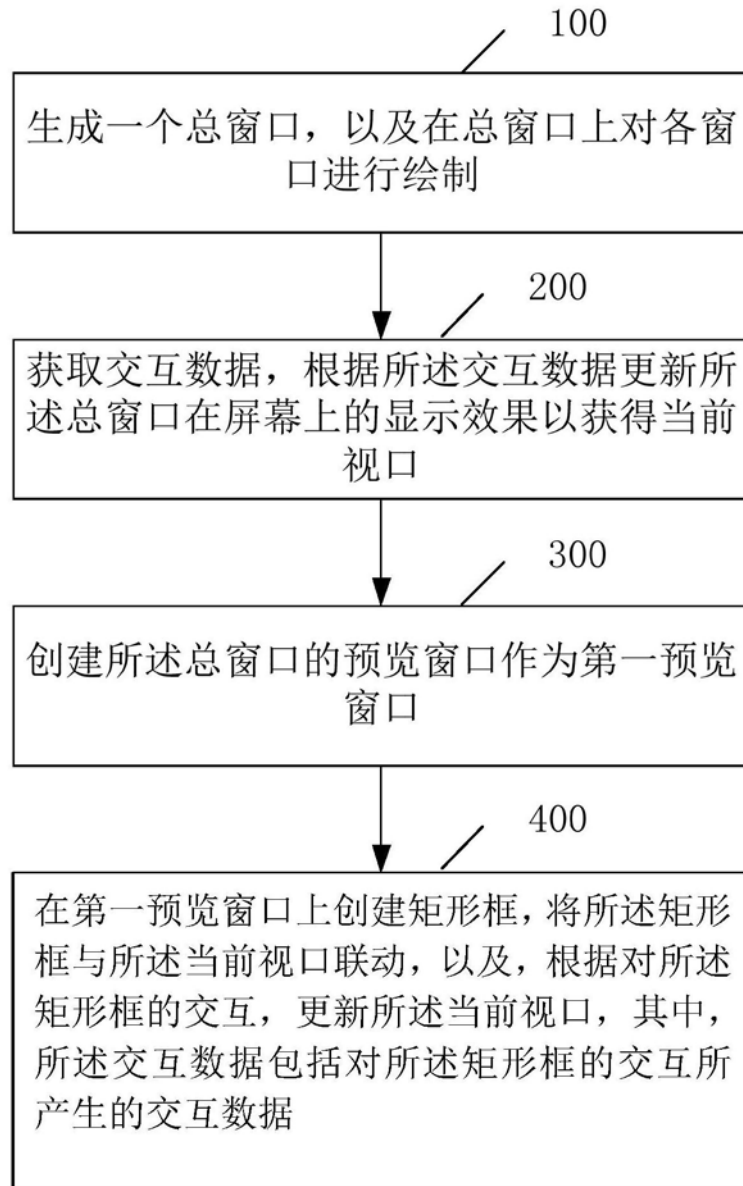 100
生成一个总窗口，以及在总窗口上对各窗
口进行绘制
200
获取交互数据，根据所述交互数据更新所
述总窗口在屏幕上的显示效果以获得当前
视口
300
创建所述总窗口的预览窗口作为第一预览
窗口
400
在第一预览窗口上创建矩形框，将所述矩形
框与所述当前视口联动，以及，根据对所述
矩形框的交互，更新所述当前视口，其中，
所述交互数据包括对所述矩形框的交互所
产生的交互数据